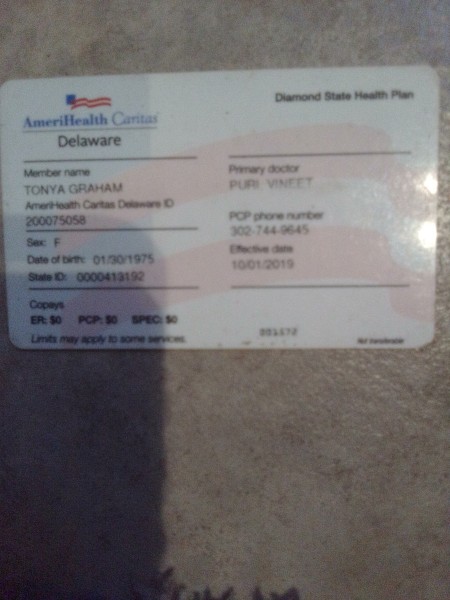 AmeriHealth Caritas
Delaware
Diamond State Health Plan
Member name
TONYA GRAHAM
AmeriHealth Caritas Delaware ID
200075058
Sex: F
Date of birth: 01/30/1975
State ID: 0000413192
Primary doctor
PURI, VINEET
PCP phone number
302-744-9645
Effective date
10/01/2019
Copays
ER: $0 PCP: $0 SPEC: $0
Limits may apply to some services.
Not transferable